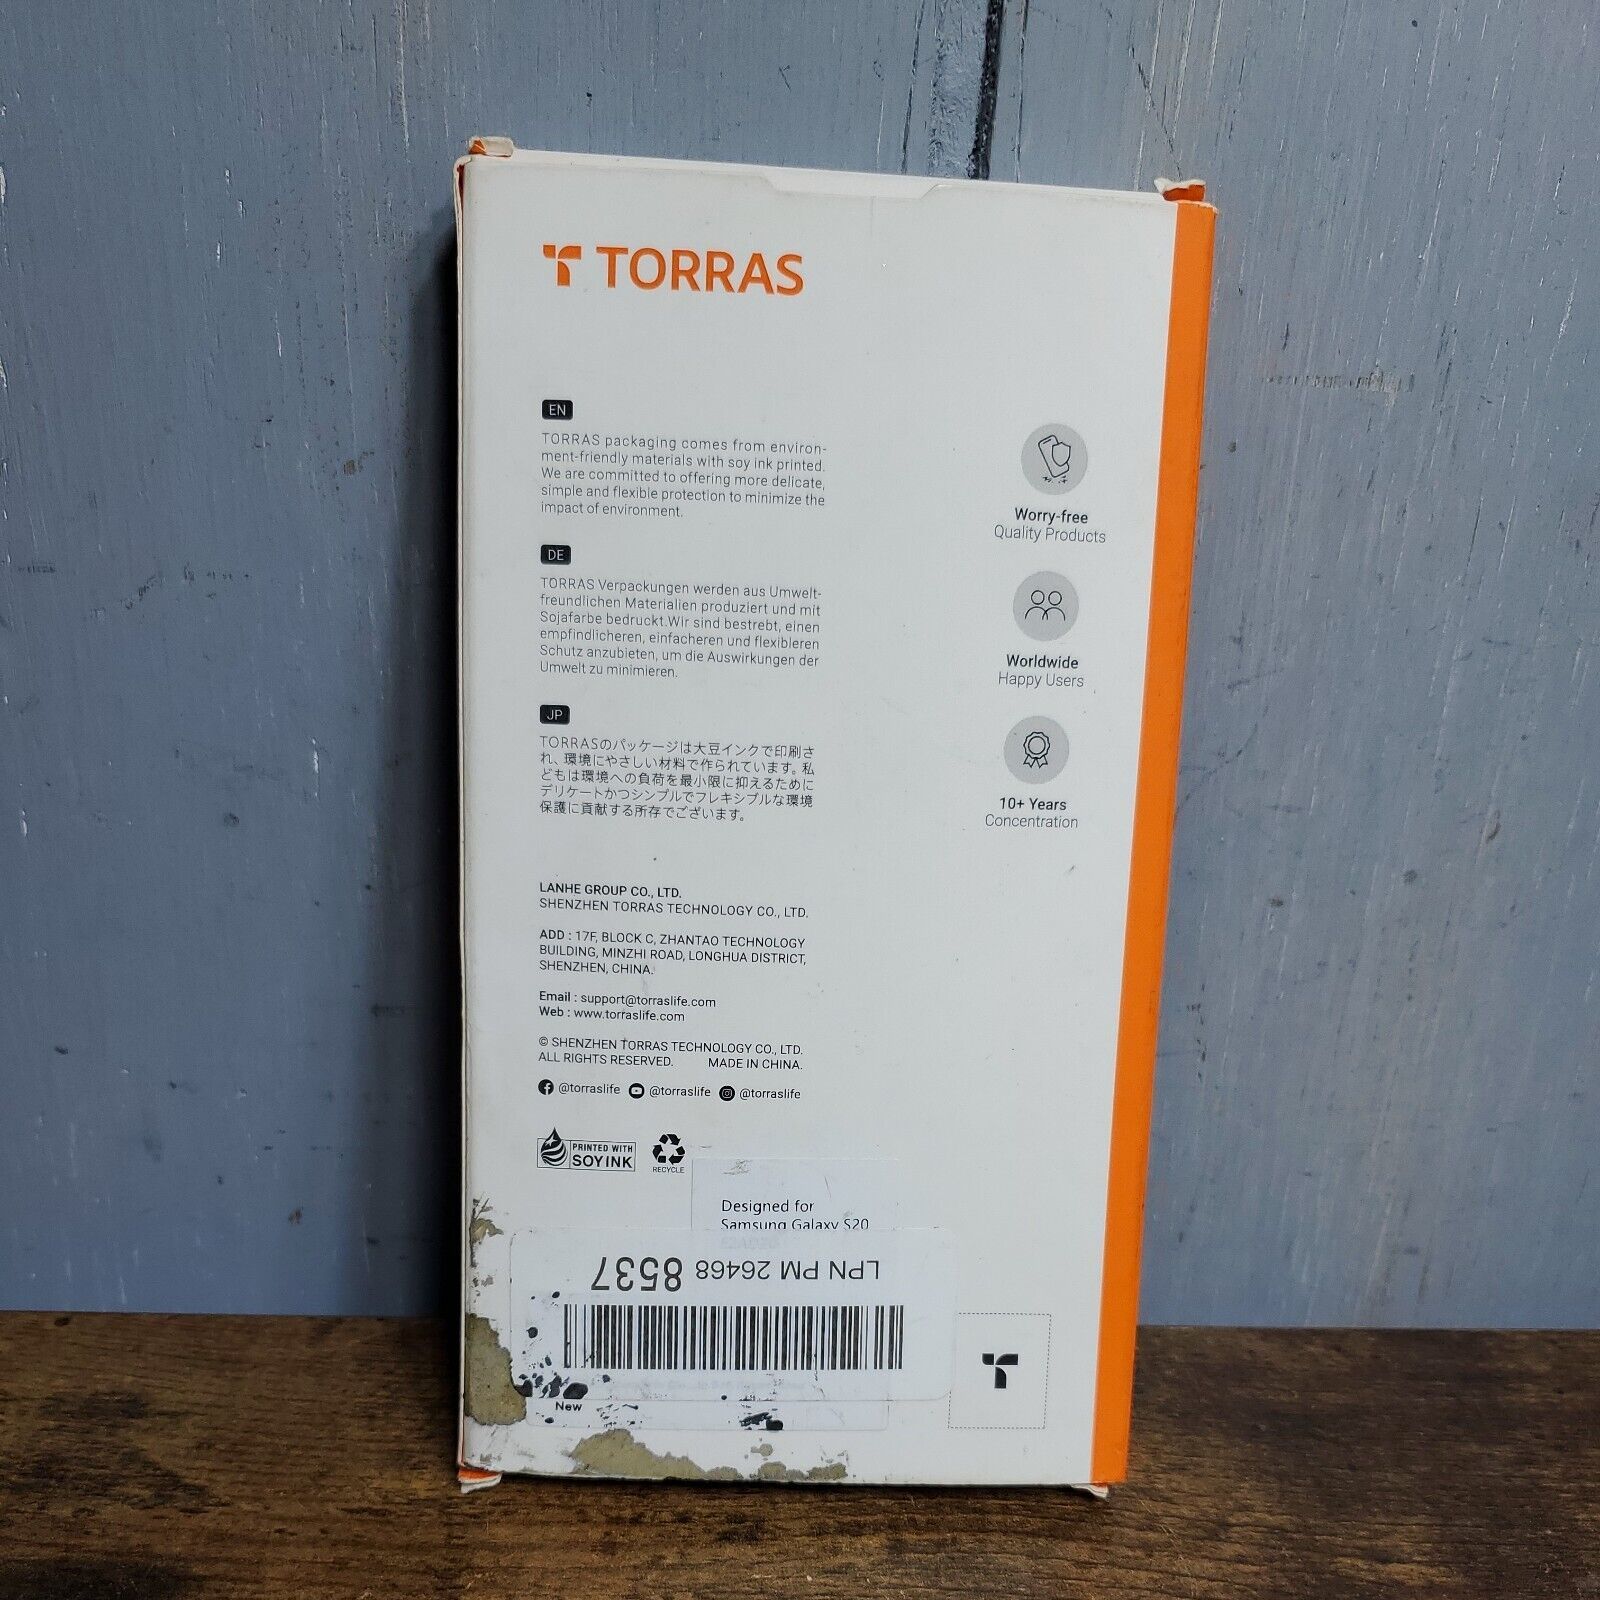 TORRAS
EN
TORRAS packaging comes from environ-
ment-friendly materials with soy ink printed.
We are committed to offering more delicate,
simple and flexible protection to minimize the
impact of environment.
DE
TORRAS Verpackungen werden aus Umwelt-
freundlichen Materialien produziert und mit
Sojafarbe bedruckt.Wir sind bestrebt, einen
empfindlicheren, einfacheren und flexibleren
Schutz anzubieten, um die Auswirkungen der
Umwelt zu minimieren.
JP
TORRASのパッケージは大豆インクで印刷さ
れ、環境にやさしい材料で作られています。私
どもは環境への負荷を最小限に抑えるために
デリケートかつシンプルでフレキシブルな環境
保護に貢献する所存でございます。
Worry-free
Quality Products
Worldwide
Happy Users
10+ Years
Concentration
LANHE GROUP CO., LTD.
SHENZHEN TORRAS TECHNOLOGY CO., LTD.
ADD : 17F, BLOCK C, ZHANTAO TECHNOLOGY
BUILDING, MINZHI ROAD, LONGHUA DISTRICT,
SHENZHEN, CHINA.
Email : support@torraslife.com
Web : www.torraslife.com
© SHENZHEN TORRAS TECHNOLOGY CO., LTD.
ALL RIGHTS RESERVED. MADE IN CHINA.
@torraslife @torraslife @torraslife
PRINTED WITH
SOY INK
RECYCLE
Designed for
Samsung Galaxy S20
LPN PM 26468 8537
New